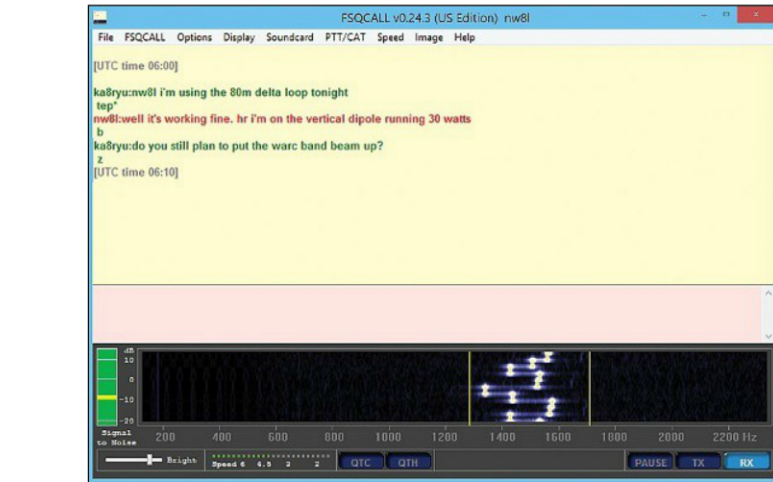 FSQCALL v0.24.3 (US Edition) nw8l
File FSQCALL Options Display Soundcard PTT/CAT Speed Image Help
[UTC time 06:00]
ka8ryu:nw8l i'm using the 80m delta loop tonight
tep*
nw8l:well it's working fine. hr i'm on the vertical dipole running 30 watts
b
ka8ryu:do you still plan to put the warc band beam up?
z
[UTC time 06:10]
dB
10
0
-10
-20
Signal
to Noise
200 400 600 800 1000 1200 1400 1600 1800 2000 2200 Hz
Bright Speed 6 4.5 3 2 QTC QTH PAUSE TX RX